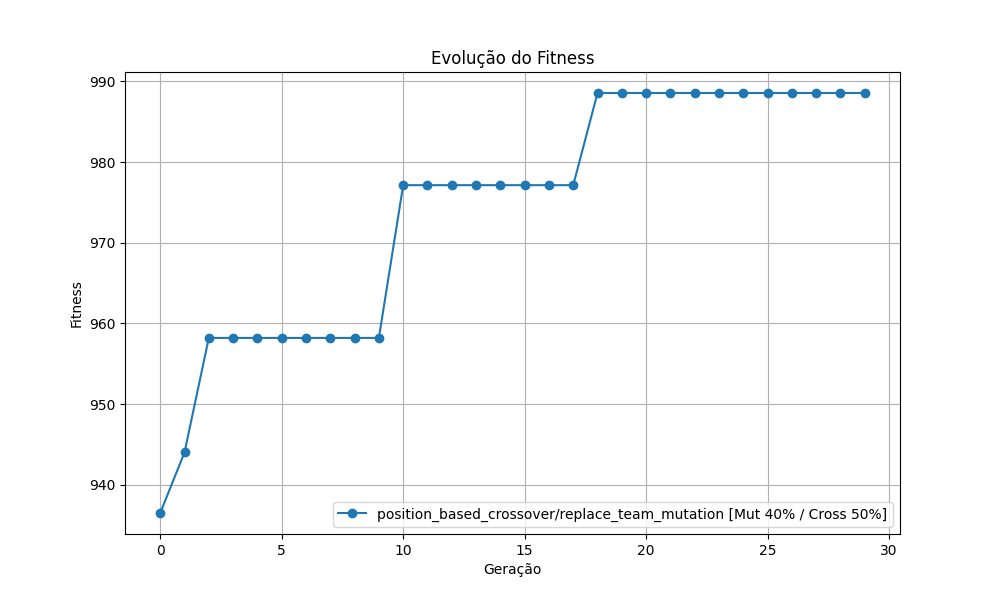 Evolução do Fitness
Fitness
990
980
970
960
950
940
0 5 10 15 20 25 30
Geração
position_based_crossover/replace_team_mutation [Mut 40% / Cross 50%]